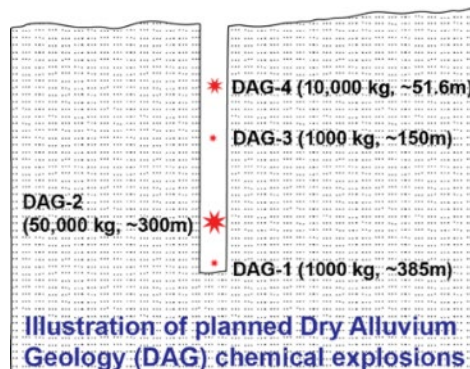 DAG-4 (10,000 kg, ~51.6m)
DAG-3 (1000 kg, ~150m)
DAG-2
(50,000 kg, ~300m)
DAG-1 (1000 kg, ~385m)
Illustration of planned Dry Alluvium
Geology (DAG) chemical explosions